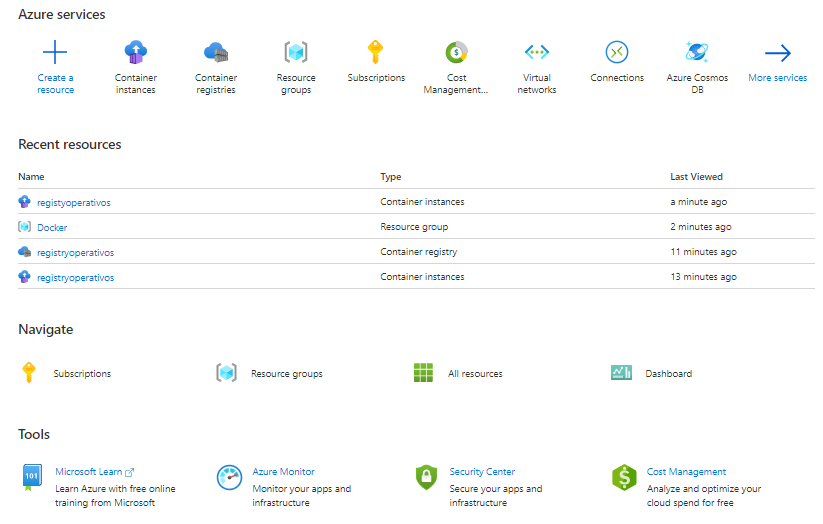 Azure services
Create a
resource
Container
instances
Container
registries
Resource
groups
Subscriptions
Cost
Management...
Virtual
networks
Connections
Azure Cosmos
DB
More services
Recent resources
Name Type Last Viewed
registyoperativos Container instances a minute ago
Docker Resource group 2 minutes ago
registryoperativos Container registry 11 minutes ago
registryoperativos Container instances 13 minutes ago
Navigate
Subscriptions Resource groups All resources Dashboard
Tools
101
Microsoft Learn
Learn Azure with free online
training from Microsoft
Azure Monitor
Monitor your apps and
infrastructure
Security Center
Secure your apps and
infrastructure
Cost Management
Analyze and optimize your
cloud spend for free